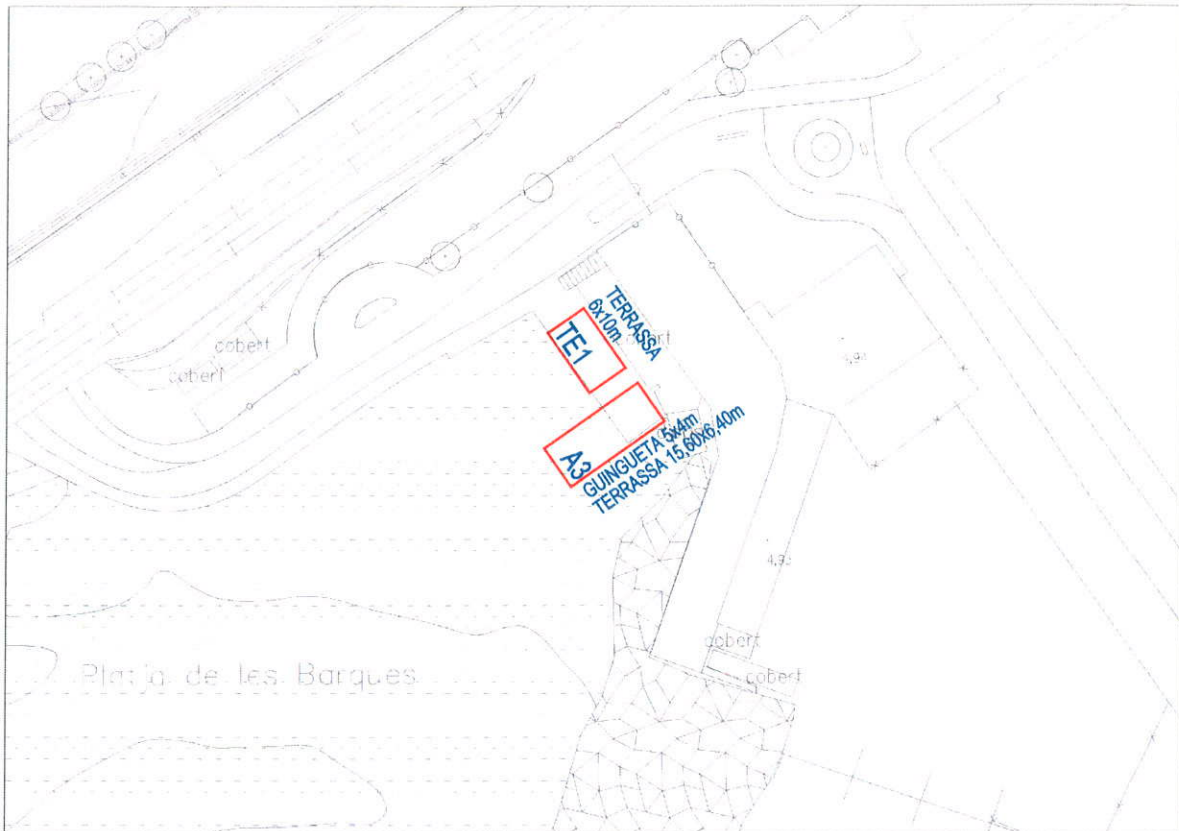 TERRASSA
6x10m
TE1
cobert
cobert
cobert
A3
GUINGUETA 5x4m
TERRASSA 15,60x6,40m
4,93
cobert
cobert
Platja de les Barques